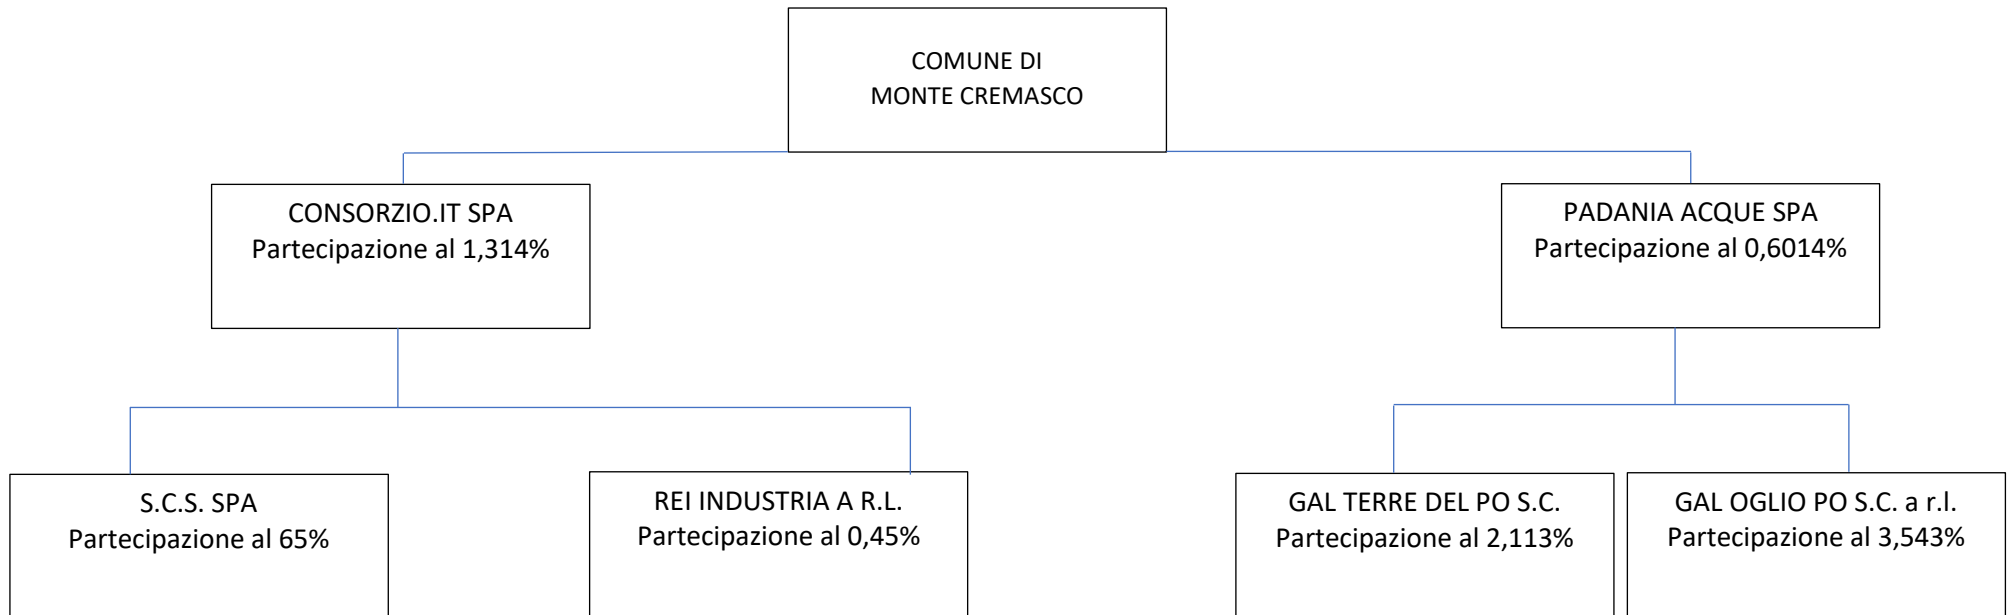 COMUNE DI
MONTE CREMASCO
CONSORZIO.IT SPA
Partecipazione al 1,314%
PADANIA ACQUE SPA
Partecipazione al 0,6014%
S.C.S. SPA
Partecipazione al 65%
REI INDUSTRIA A R.L.
Partecipazione al 0,45%
GAL TERRE DEL PO S.C.
Partecipazione al 2,113%
GAL OGLIO PO S.C. a r.l.
Partecipazione al 3,543%